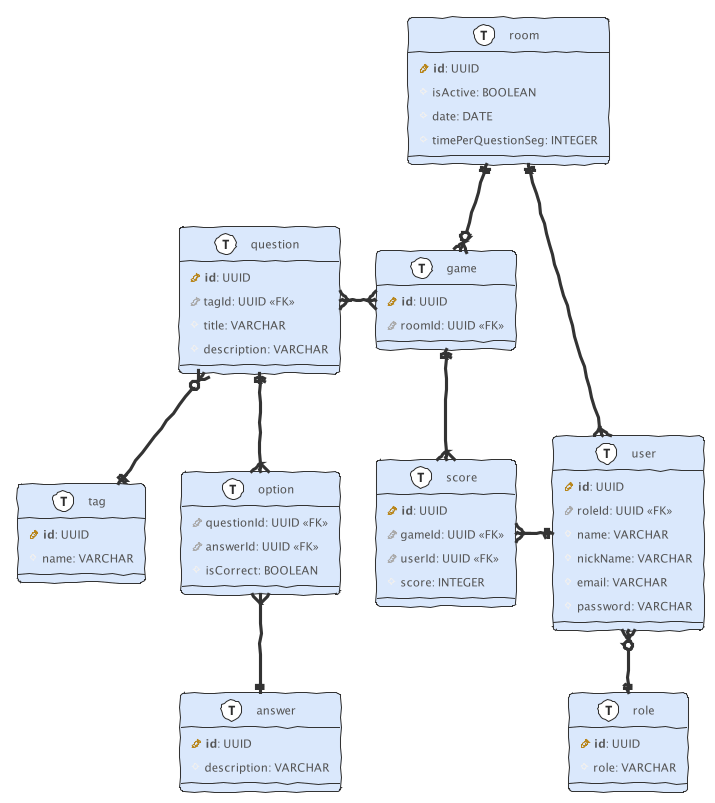 T room
id: UUID
isActive: BOOLEAN
date: DATE
timePerQuestionSeg: INTEGER
T question
id: UUID
tagId: UUID «FK»
title: VARCHAR
description: VARCHAR
T game
id: UUID
roomId: UUID «FK»
T tag
id: UUID
name: VARCHAR
T option
questionId: UUID «FK»
answerId: UUID «FK»
isCorrect: BOOLEAN
T score
id: UUID
gameId: UUID «FK»
userId: UUID «FK»
score: INTEGER
T user
id: UUID
roleId: UUID «FK»
name: VARCHAR
nickName: VARCHAR
email: VARCHAR
password: VARCHAR
T answer
id: UUID
description: VARCHAR
T role
id: UUID
role: VARCHAR